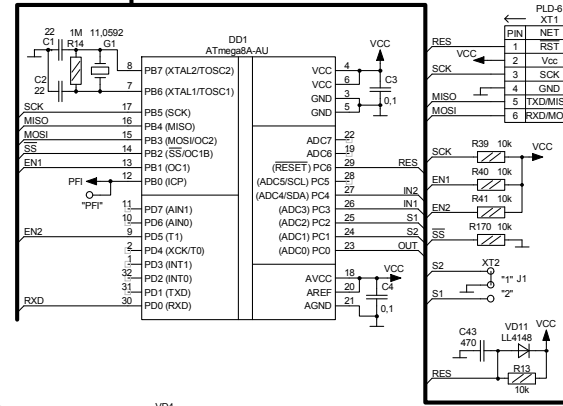 PLD-6
XT1
PIN NET
1 RST
2 Vcc
3 SCK
4 GND
5 TXD/MIS
6 RXD/MO
RES
VCC
SCK
MISO
MOSI
22
C1
1M
R14
11,0592
G1
C2
22
DD1
ATmega8A-AU
8 PB7 (XTAL2/TOSC2)
7 PB6 (XTAL1/TOSC1)
SCK 17 PB5 (SCK)
MISO 16 PB4 (MISO)
MOSI 15 PB3 (MOSI/OC2)
SS 14 PB2 (SS/OC1B)
EN1 13 PB1 (OC1)
PFI 12 PB0 (ICP)
"PFI"
11 PD7 (AIN1)
10 PD6 (AIN0)
EN2 9 PD5 (T1)
2 PD4 (XCK/T0)
1 PD3 (INT1)
32 PD2 (INT0)
31 PD1 (TXD)
RXD 30 PD0 (RXD)
VCC 4
VCC 6
GND 3
GND 5
VCC
C3
0,1
ADC7 22
ADC6 19
(RESET) PC6 29 RES
(ADC5/SCL) PC5 28
(ADC4/SDA) PC4 27 IN2
(ADC3) PC3 26 IN1
(ADC2) PC2 25 S1
(ADC1) PC1 24 S2
(ADC0) PC0 23 OUT
AVCC 18
AREF 20
AGND 21
VCC
C4
0,1
SCK R39 10k VCC
EN1 R40 10k
EN2 R41 10k
SS R170 10k
S2 XT2
"1" J1
S1 "2"
C43
470
VD11
LL4148
VCC
RES
R13
10k